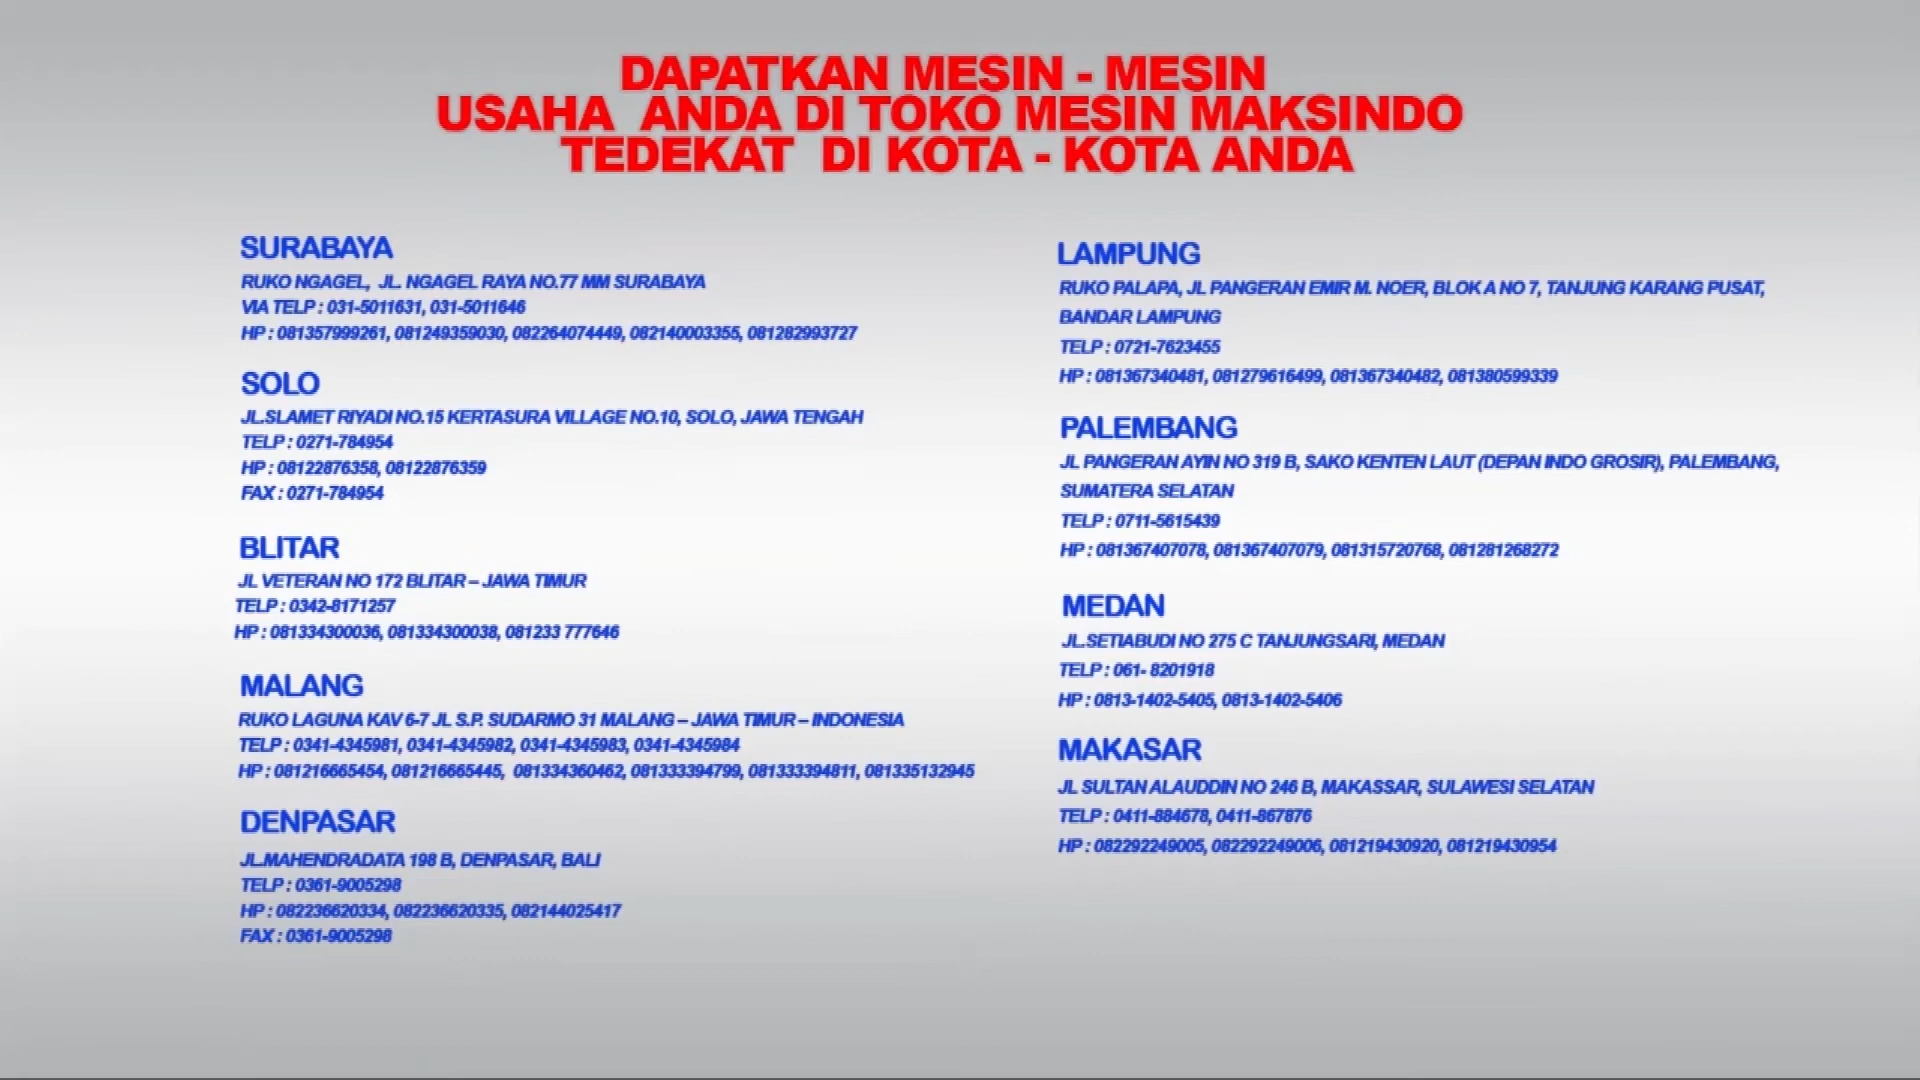 DAPATKAN MESIN - MESIN
USAHA ANDA DI TOKO MESIN MAKSINDO
TEDEKAT DI KOTA - KOTA ANDA
SURABAYA
RUKO NGAGEL, JL. NGAGEL RAYA NO.77 MM SURABAYA
VIA TELP : 031-5011631, 031-5011646
HP : 081357999261, 081249359030, 082264074449, 082140003355, 081282993727
SOLO
JL.SLAMET RIYADI NO.15 KERTASURA VILLAGE NO.10, SOLO, JAWA TENGAH
TELP : 0271-784954
HP : 08122876358, 08122876359
FAX : 0271-784954
BLITAR
JL VETERAN NO 172 BLITAR – JAWA TIMUR
TELP : 0342-8171257
HP : 081334300036, 081334300038, 081233 777646
MALANG
RUKO LAGUNA KAV 6-7 JL S.P. SUDARMO 31 MALANG – JAWA TIMUR – INDONESIA
TELP : 0341-4345981, 0341-4345982, 0341-4345983, 0341-4345984
HP : 081216665454, 081216665445, 081334360462, 081333394799, 081333394811, 081335132945
DENPASAR
JL.MAHENDRADATA 198 B, DENPASAR, BALI
TELP : 0361-9005298
HP : 082236620334, 082236620335, 082144025417
FAX : 0361-9005298
LAMPUNG
RUKO PALAPA, JL PANGERAN EMIR M. NOER, BLOK A NO 7, TANJUNG KARANG PUSAT,
BANDAR LAMPUNG
TELP : 0721-7623455
HP : 081367340481, 081279616499, 081367340482, 081380599339
PALEMBANG
JL PANGERAN AYIN NO 319 B, SAKO KENTEN LAUT (DEPAN INDO GROSIR), PALEMBANG,
SUMATERA SELATAN
TELP : 0711-5615439
HP : 081367407078, 081367407079, 081315720768, 081281268272
MEDAN
JL.SETIABUDI NO 275 C TANJUNGSARI, MEDAN
TELP : 061- 8201918
HP : 0813-1402-5405, 0813-1402-5406
MAKASAR
JL SULTAN ALAUDDIN NO 246 B, MAKASSAR, SULAWESI SELATAN
TELP : 0411-884678, 0411-867876
HP : 082292249005, 082292249006, 081219430920, 081219430954